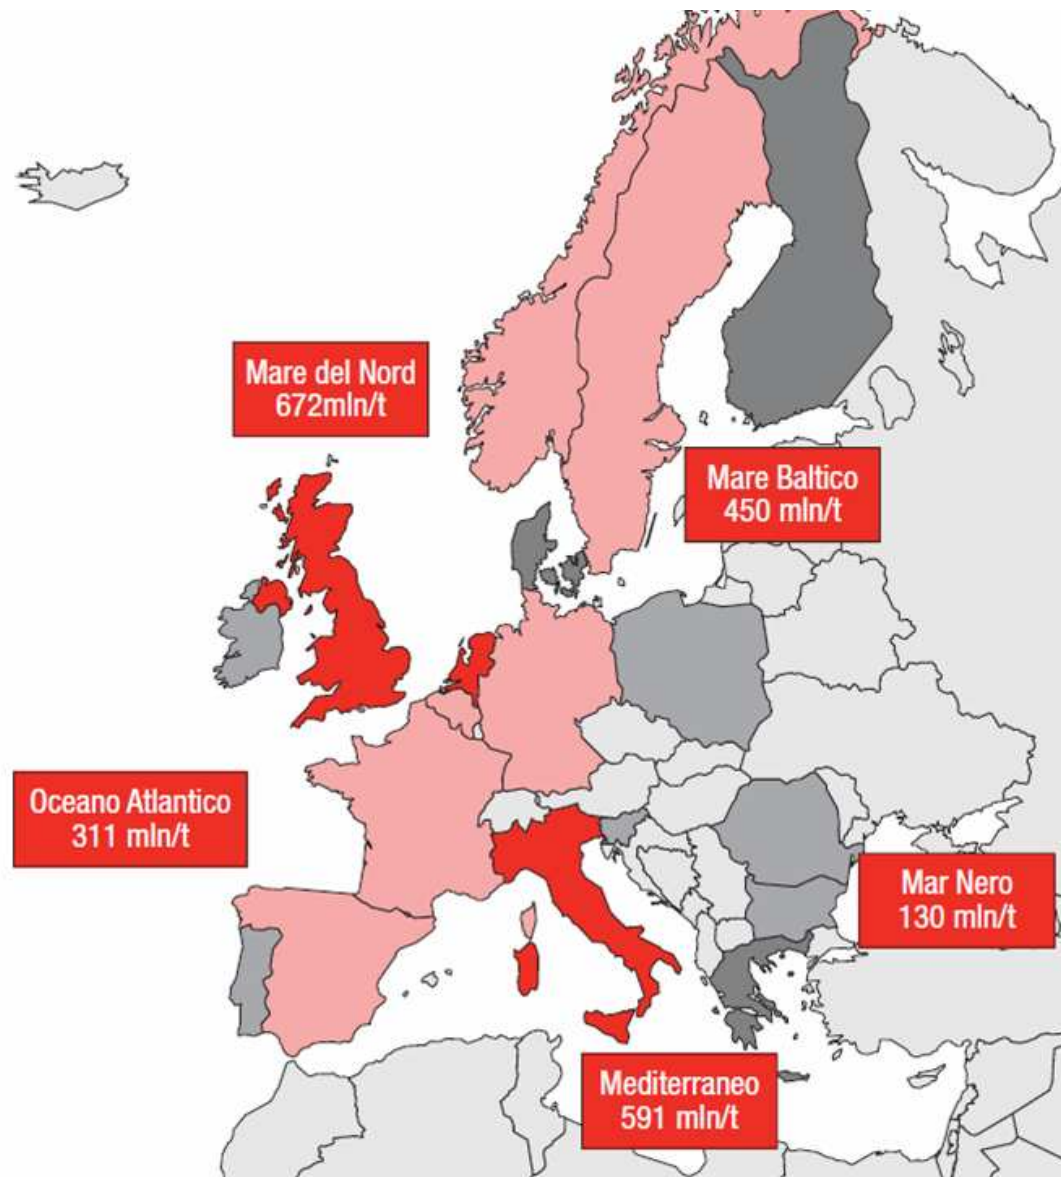 Mare del Nord
672mln/t
Mare Baltico
450 mln/t
Oceano Atlantico
311 mln/t
Mar Nero
130 mln/t
Mediterraneo
591 mln/t